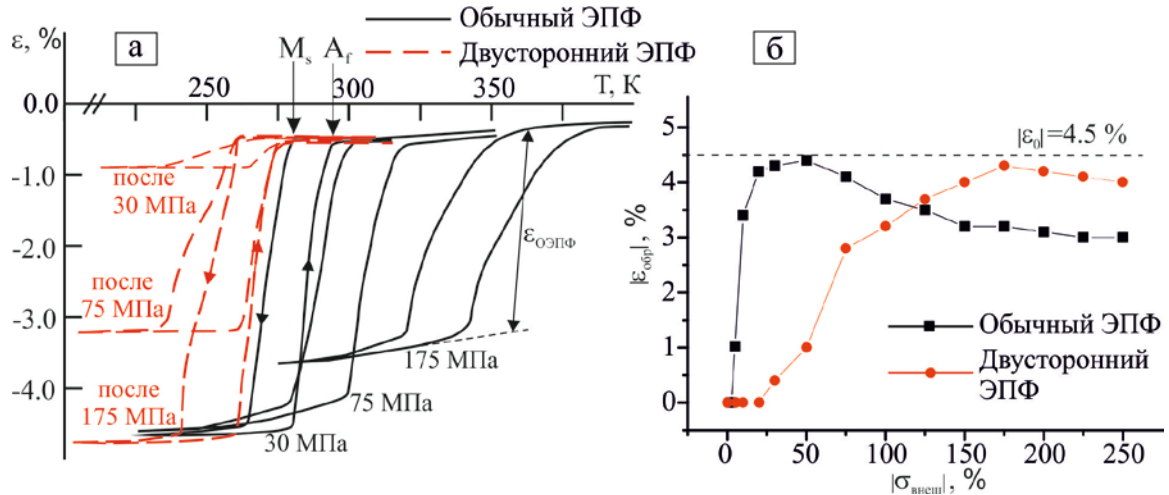 ε, %
а
Обычный ЭПФ
Двусторонний ЭПФ
M_s
A_f
250
300
350
T, К
0.0
-1.0
-2.0
-3.0
-4.0
после
30 МПа
после
75 МПа
после
175 МПа
ε_ОЭПФ
175 МПа
75 МПа
30 МПа
б
|ε₀|=4.5 %
5
4
3
2
1
0
|ε_обр|, %
Обычный ЭПФ
Двусторонний
ЭПФ
0
50
100
150
200
250
|σ_внеш|, %